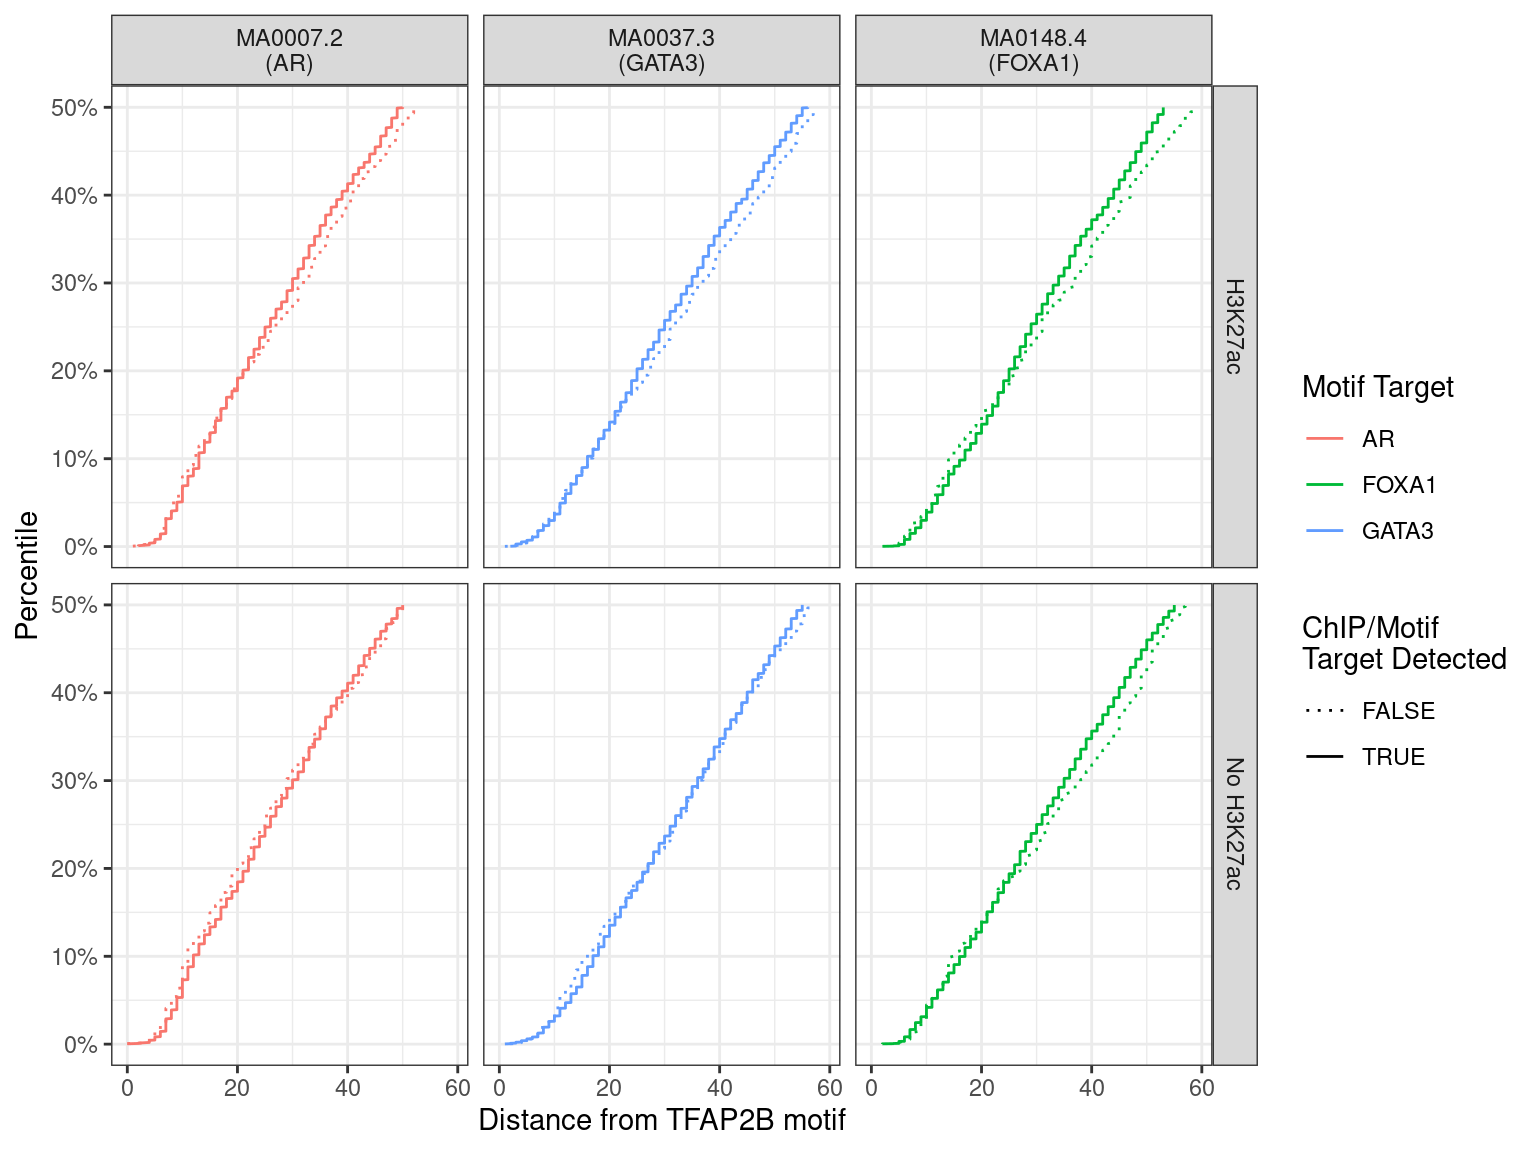 MA0007.2
(AR)
MA0037.3
(GATA3)
MA0148.4
(FOXA1)
50%
40%
30%
20%
10%
0%
H3K27ac
50%
40%
30%
20%
10%
0%
No H3K27ac
Percentile
0 20 40 60
0 20 40 60
0 20 40 60
Distance from TFAP2B motif
Motif Target
AR
FOXA1
GATA3
ChIP/Motif
Target Detected
FALSE
TRUE